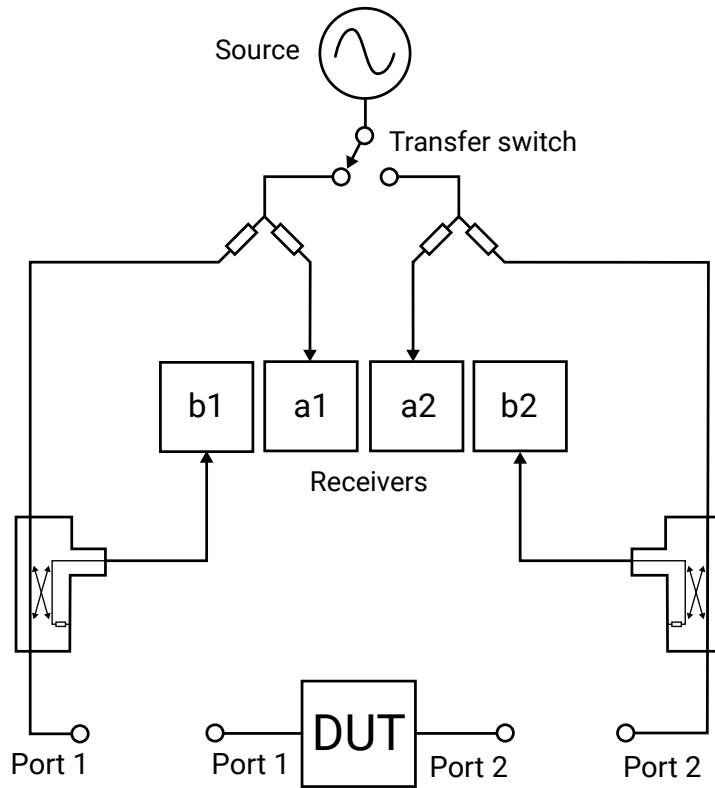 Source
Transfer switch
b1
a1
a2
b2
Receivers
DUT
Port 1
Port 1
Port 2
Port 2